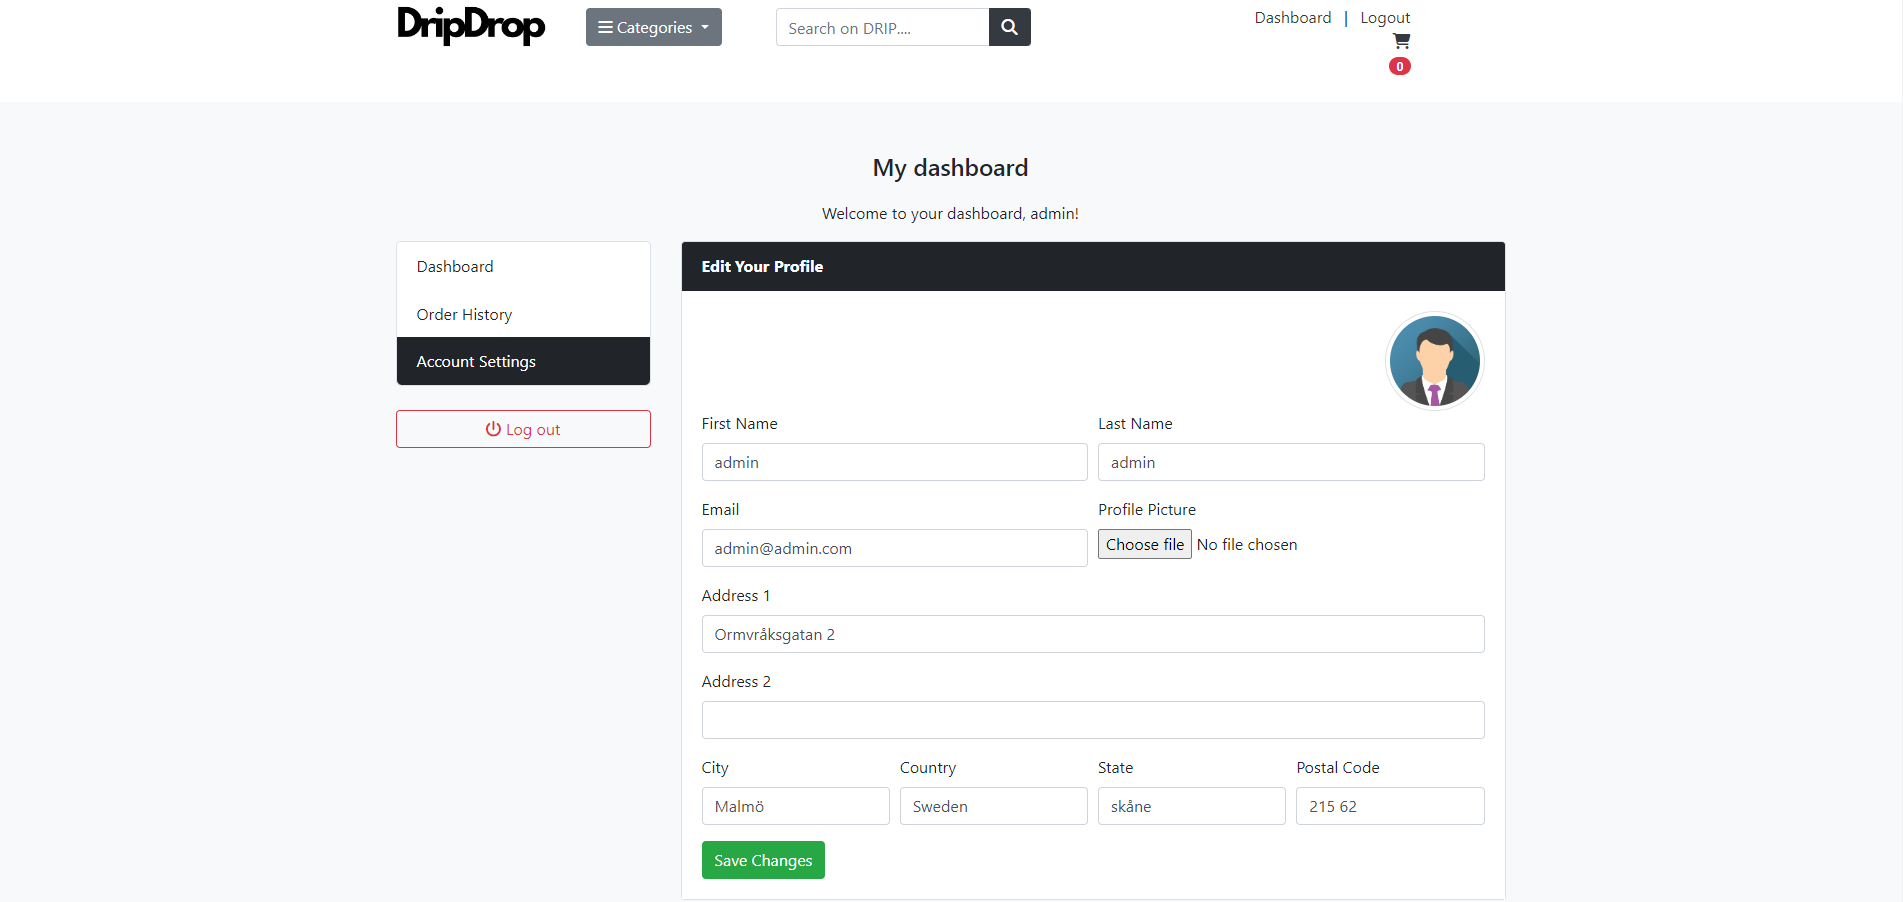 DripDrop
Categories
Search on DRIP....
Dashboard | Logout
0
My dashboard
Welcome to your dashboard, admin!
Dashboard
Order History
Account Settings
Log out
Edit Your Profile
First Name
Last Name
admin
admin
Email
Profile Picture
admin@admin.com
Choose file No file chosen
Address 1
Ormvråksgatan 2
Address 2
City
Country
State
Postal Code
Malmö
Sweden
skåne
215 62
Save Changes